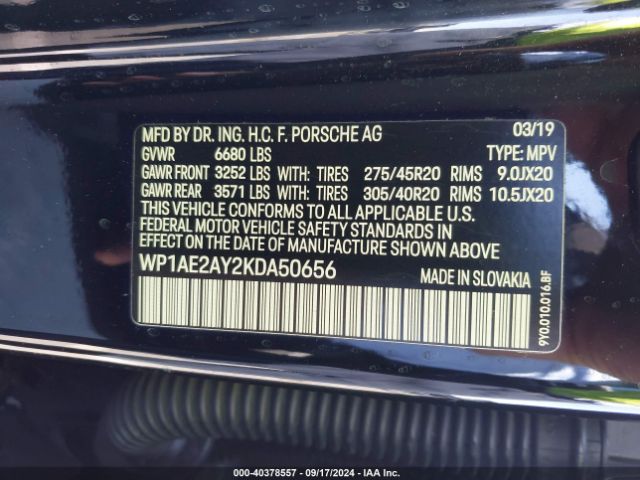 MFD BY DR. ING. H.C. F. PORSCHE AG 03/19
GVWR 6680 LBS TYPE: MPV
GAWR FRONT 3252 LBS WITH: TIRES 275/45R20 RIMS 9.0JX20
GAWR REAR 3571 LBS WITH: TIRES 305/40R20 RIMS 10.5JX20
THIS VEHICLE CONFORMS TO ALL APPLICABLE U.S.
FEDERAL MOTOR VEHICLE SAFETY STANDARDS IN
EFFECT ON THE DATE OF MANUFACTURE SHOWN ABOVE
WP1AE2AY2KDA50656 MADE IN SLOVAKIA
9Y0.010.016.BF
000-40378557 - 09/17/2024 - IAA Inc.